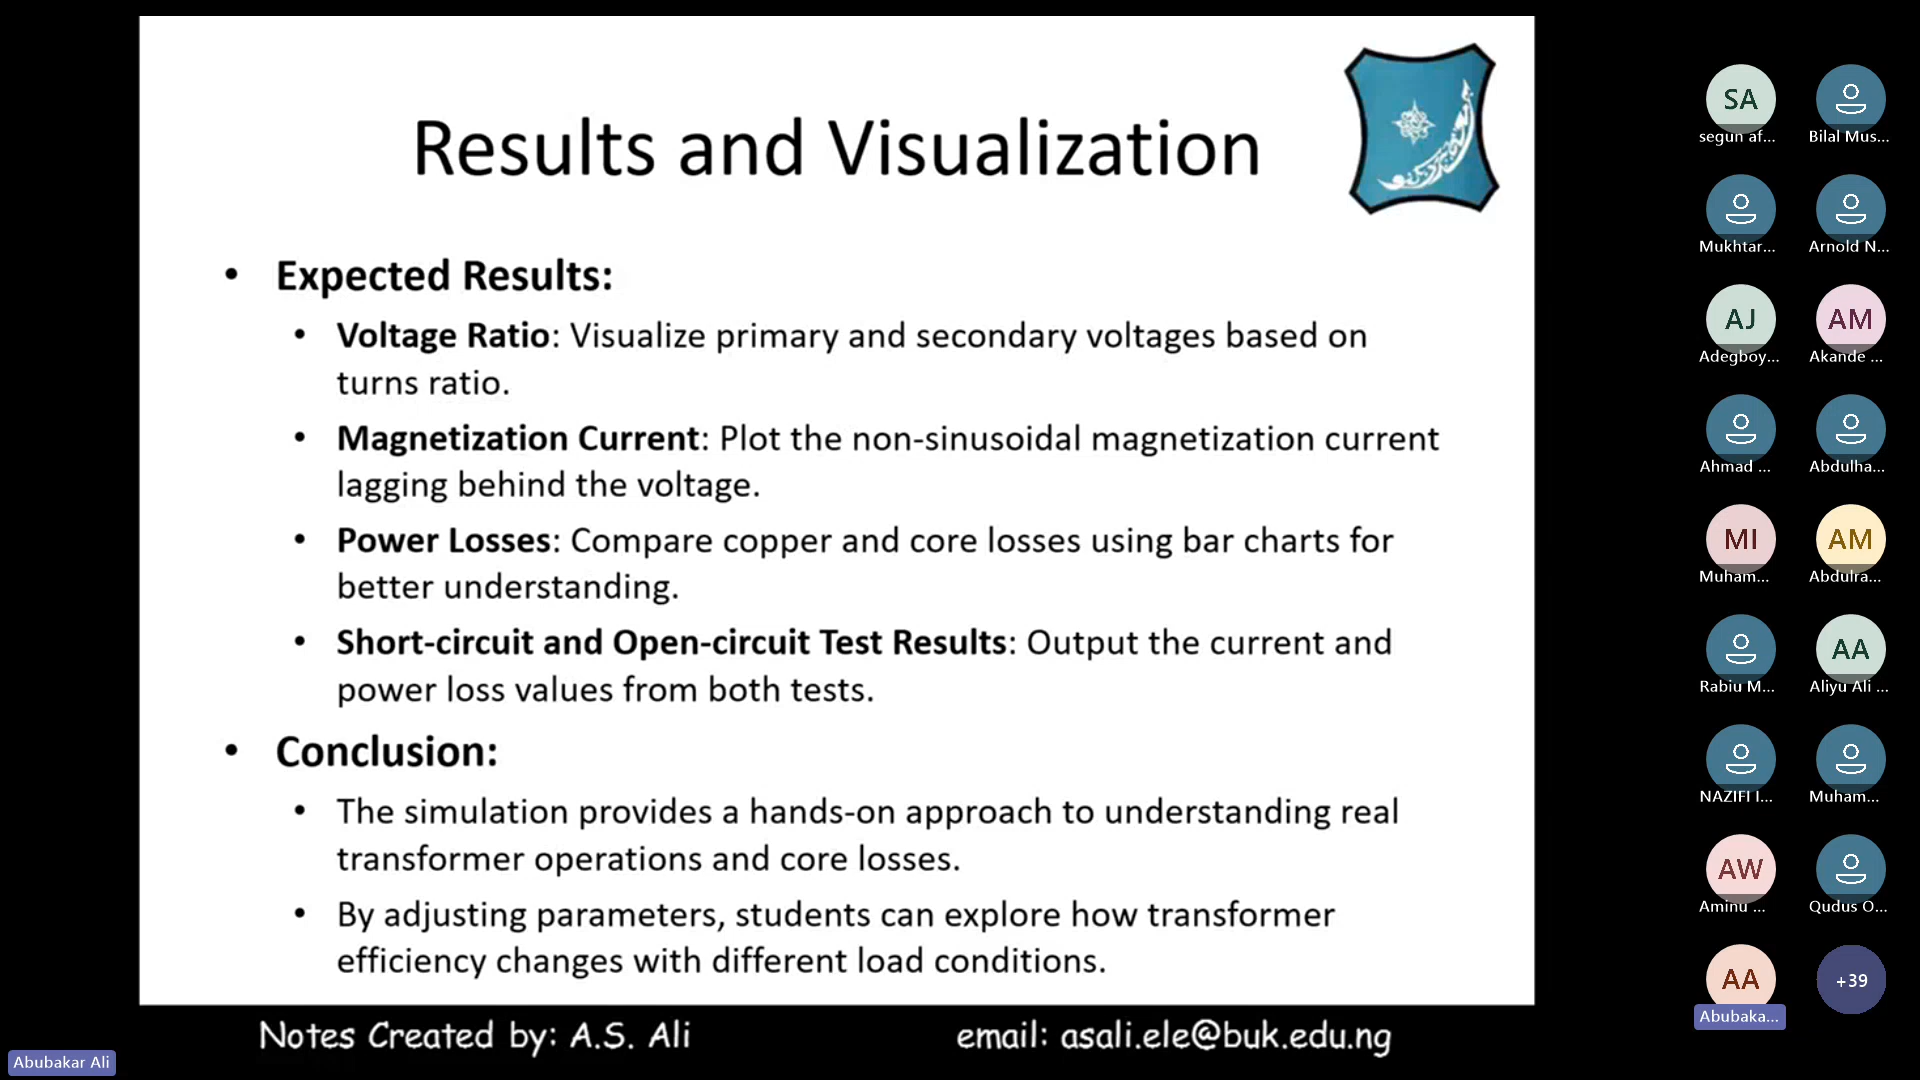 Results and Visualization
• Expected Results:
• Voltage Ratio: Visualize primary and secondary voltages based on
turns ratio.
• Magnetization Current: Plot the non-sinusoidal magnetization current
lagging behind the voltage.
• Power Losses: Compare copper and core losses using bar charts for
better understanding.
• Short-circuit and Open-circuit Test Results: Output the current and
power loss values from both tests.
• Conclusion:
• The simulation provides a hands-on approach to understanding real
transformer operations and core losses.
• By adjusting parameters, students can explore how transformer
efficiency changes with different load conditions.
Notes Created by: A.S. Ali
email: asali.ele@buk.edu.ng
Abubakar Ali
SA
segun af...
Bilal Mus...
Mukhtar...
Arnold N...
AJ
AM
Adegboy...
Akande ...
Ahmad ...
Abdulha...
MI
AM
Muham...
Abdulra...
AA
Rabiu M...
Aliyu Ali ...
NAZIFI I...
Muham...
AW
Aminu ...
Qudus O...
AA
+39
Abubaka...